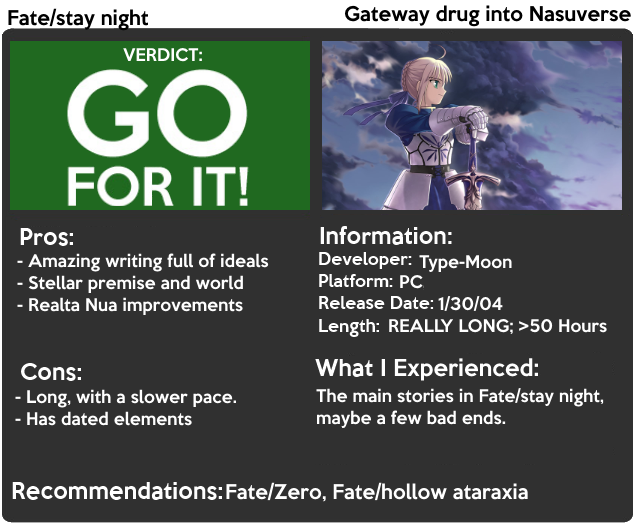 Fate/stay night
Gateway drug into Nasuverse
VERDICT:
GO
FOR IT!
Pros:
- Amazing writing full of ideals
- Stellar premise and world
- Realta Nua improvements
Cons:
- Long, with a slower pace.
- Has dated elements
Information:
Developer: Type-Moon
Platform: PC
Release Date: 1/30/04
Length: REALLY LONG; >50 Hours
What I Experienced:
The main stories in Fate/stay night,
maybe a few bad ends.
Recommendations: Fate/Zero, Fate/hollow ataraxia